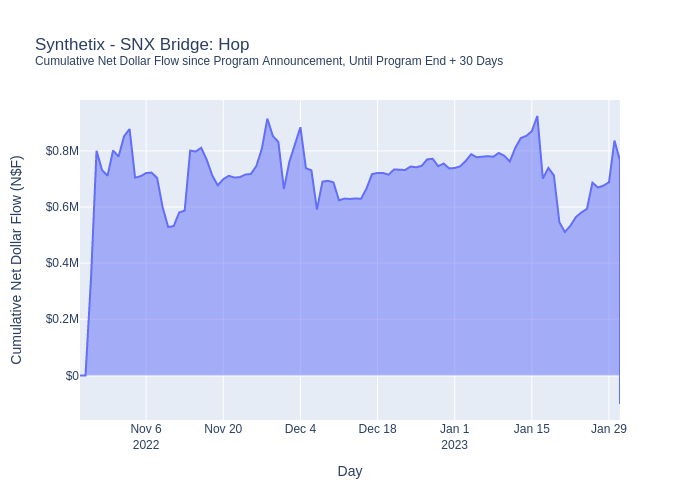 Synthetix - SNX Bridge: Hop
Cumulative Net Dollar Flow since Program Announcement, Until Program End + 30 Days
Cumulative Net Dollar Flow (N$F)
$0.8M
$0.6M
$0.4M
$0.2M
$0
Nov 6
2022
Nov 20
Dec 4
Dec 18
Jan 1
2023
Jan 15
Jan 29
Day